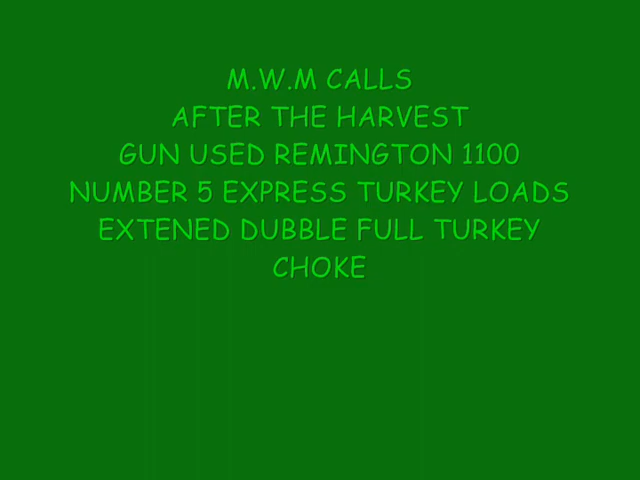 M.W.M CALLS
AFTER THE HARVEST
GUN USED REMINGTON 1100
NUMBER 5 EXPRESS TURKEY LOADS
EXTENED DUBBLE FULL TURKEY
CHOKE